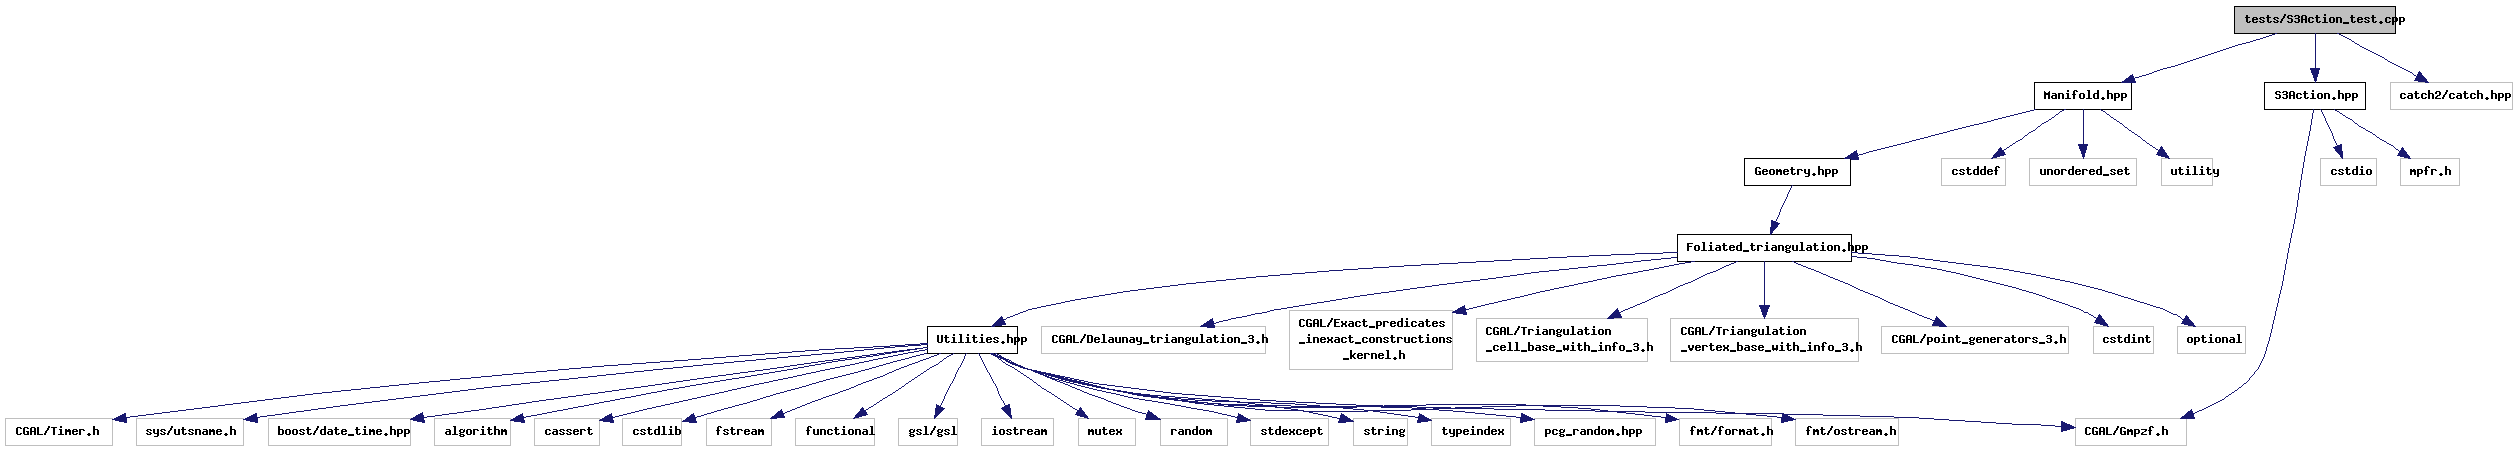 tests/S3Action_test.cpp
Manifold.hpp
S3Action.hpp
catch2/catch.hpp
Geometry.hpp
cstddef
unordered_set
utility
cstdio
mpfr.h
Foliated_triangulation.hpp
Utilities.hpp
CGAL/Delaunay_triangulation_3.h
CGAL/Exact_predicates
_inexact_constructions
_kernel.h
CGAL/Triangulation
_cell_base_with_info_3.h
CGAL/Triangulation
_vertex_base_with_info_3.h
CGAL/point_generators_3.h
cstdint
optional
CGAL/Timer.h
sys/utsname.h
boost/date_time.hpp
algorithm
cassert
cstdlib
fstream
functional
gsl/gsl
iostream
mutex
random
stdexcept
string
typeindex
pcg_random.hpp
fmt/format.h
fmt/ostream.h
CGAL/Gmpzf.h